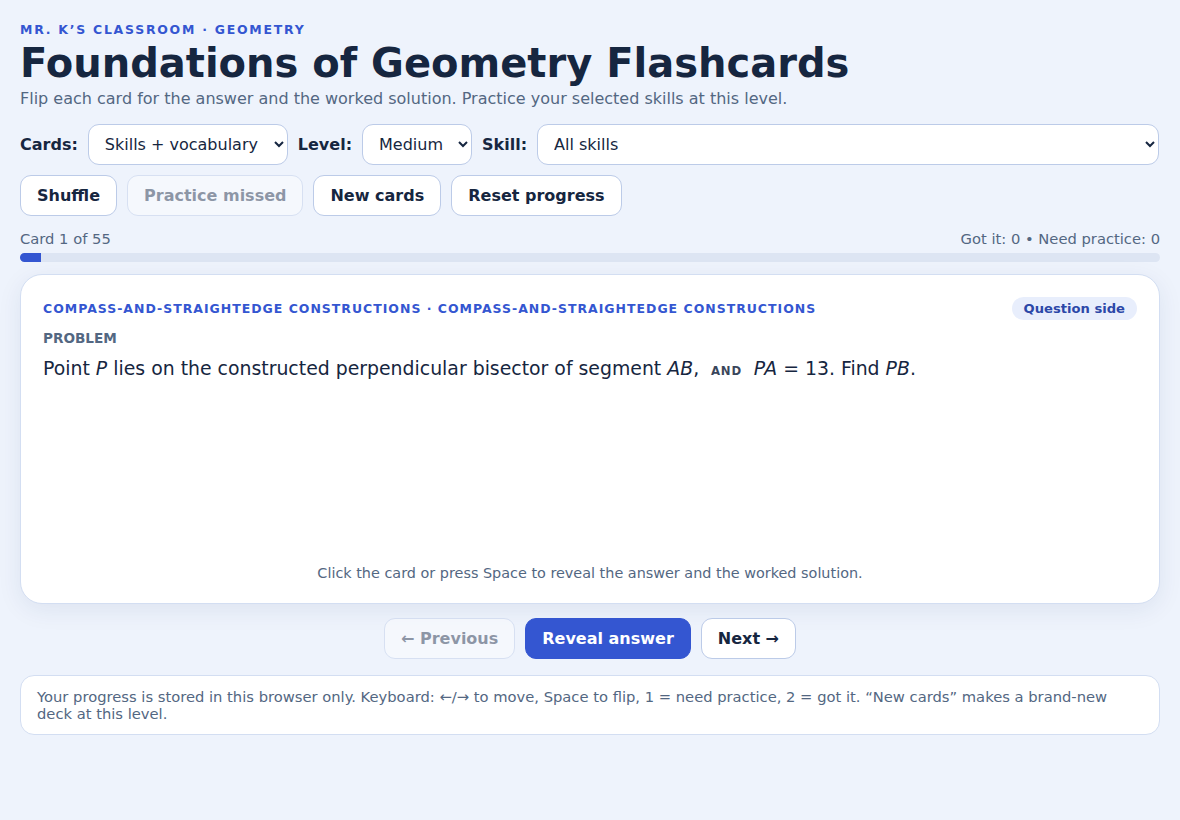 MR. K’S CLASSROOM · GEOMETRY
Foundations of Geometry Flashcards
Flip each card for the answer and the worked solution. Practice your selected skills at this level.
Cards: Skills + vocabulary Level: Medium Skill: All skills
Shuffle Practice missed New cards Reset progress
Card 1 of 55 Got it: 0 • Need practice: 0
COMPASS-AND-STRAIGHTEDGE CONSTRUCTIONS · COMPASS-AND-STRAIGHTEDGE CONSTRUCTIONS Question side
PROBLEM
Point P lies on the constructed perpendicular bisector of segment AB, AND PA = 13. Find PB.
Click the card or press Space to reveal the answer and the worked solution.
← Previous Reveal answer Next →
Your progress is stored in this browser only. Keyboard: ←/→ to move, Space to flip, 1 = need practice, 2 = got it. “New cards” makes a brand-new
deck at this level.